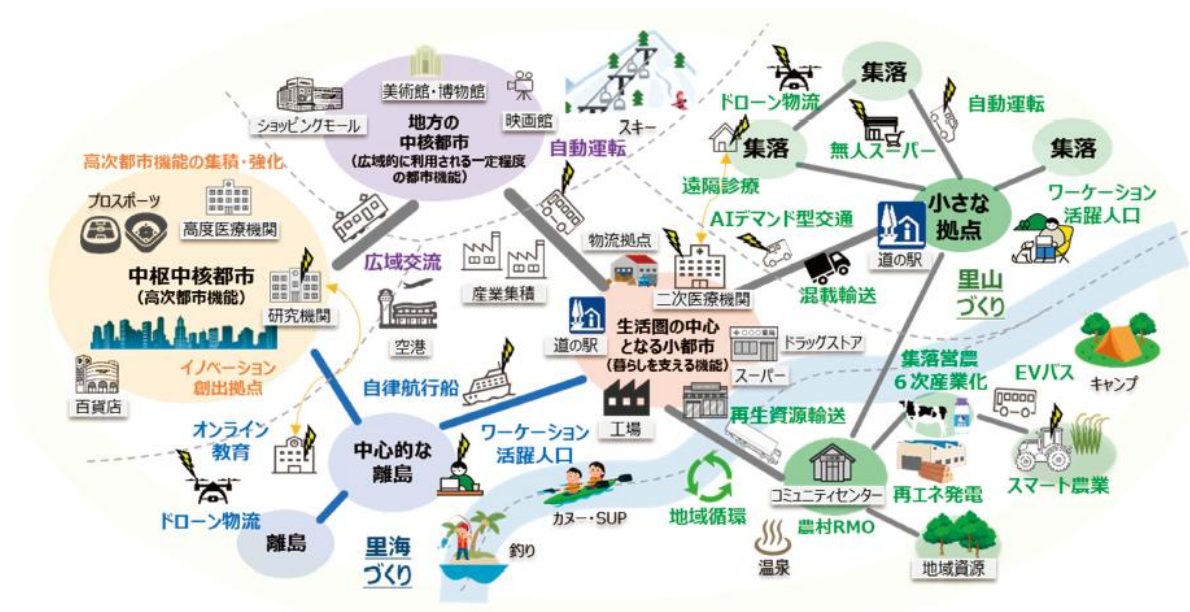 美術館・博物館
ショッピングモール
映画館
地方の
中核都市
(広域的に利用される一定程度
の都市機能)
スキー
自動運転
ドローン物流
集落
自動運転
集落
無人スーパー
集落
遠隔診療
ワーケーション
活躍人口
AIデマンド型交通
小さな
拠点
道の駅
里山
づくり
混載輸送
高次都市機能の集積・強化
プロスポーツ
高度医療機関
中枢中核都市
(高次都市機能)
研究機関
イノベーション
創出拠点
百貨店
広域交流
産業集積
空港
物流拠点
二次医療機関
道の駅
生活圏の中心
となる小都市
(暮らしを支える機能)
ドラッグストア
スーパー
工場
自律航行船
オンライン
教育
中心的な
離島
ワーケーション
活躍人口
ドローン物流
離島
里海
づくり
釣り
カヌー・SUP
再生資源輸送
地域循環
温泉
コミュニティセンター
農村RMO
集落営農
6次産業化
EVバス
キャンプ
再エネ発電
スマート農業
地域資源